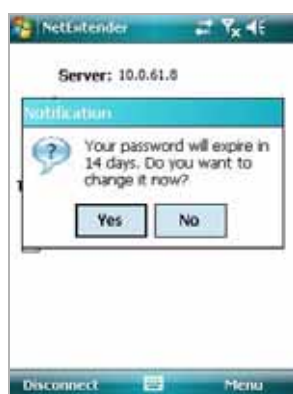 NetExtender
Server: 10.0.61.8
Notification
Your password will expire in
14 days. Do you want to
change it now?
Yes No
Disconnect Menu